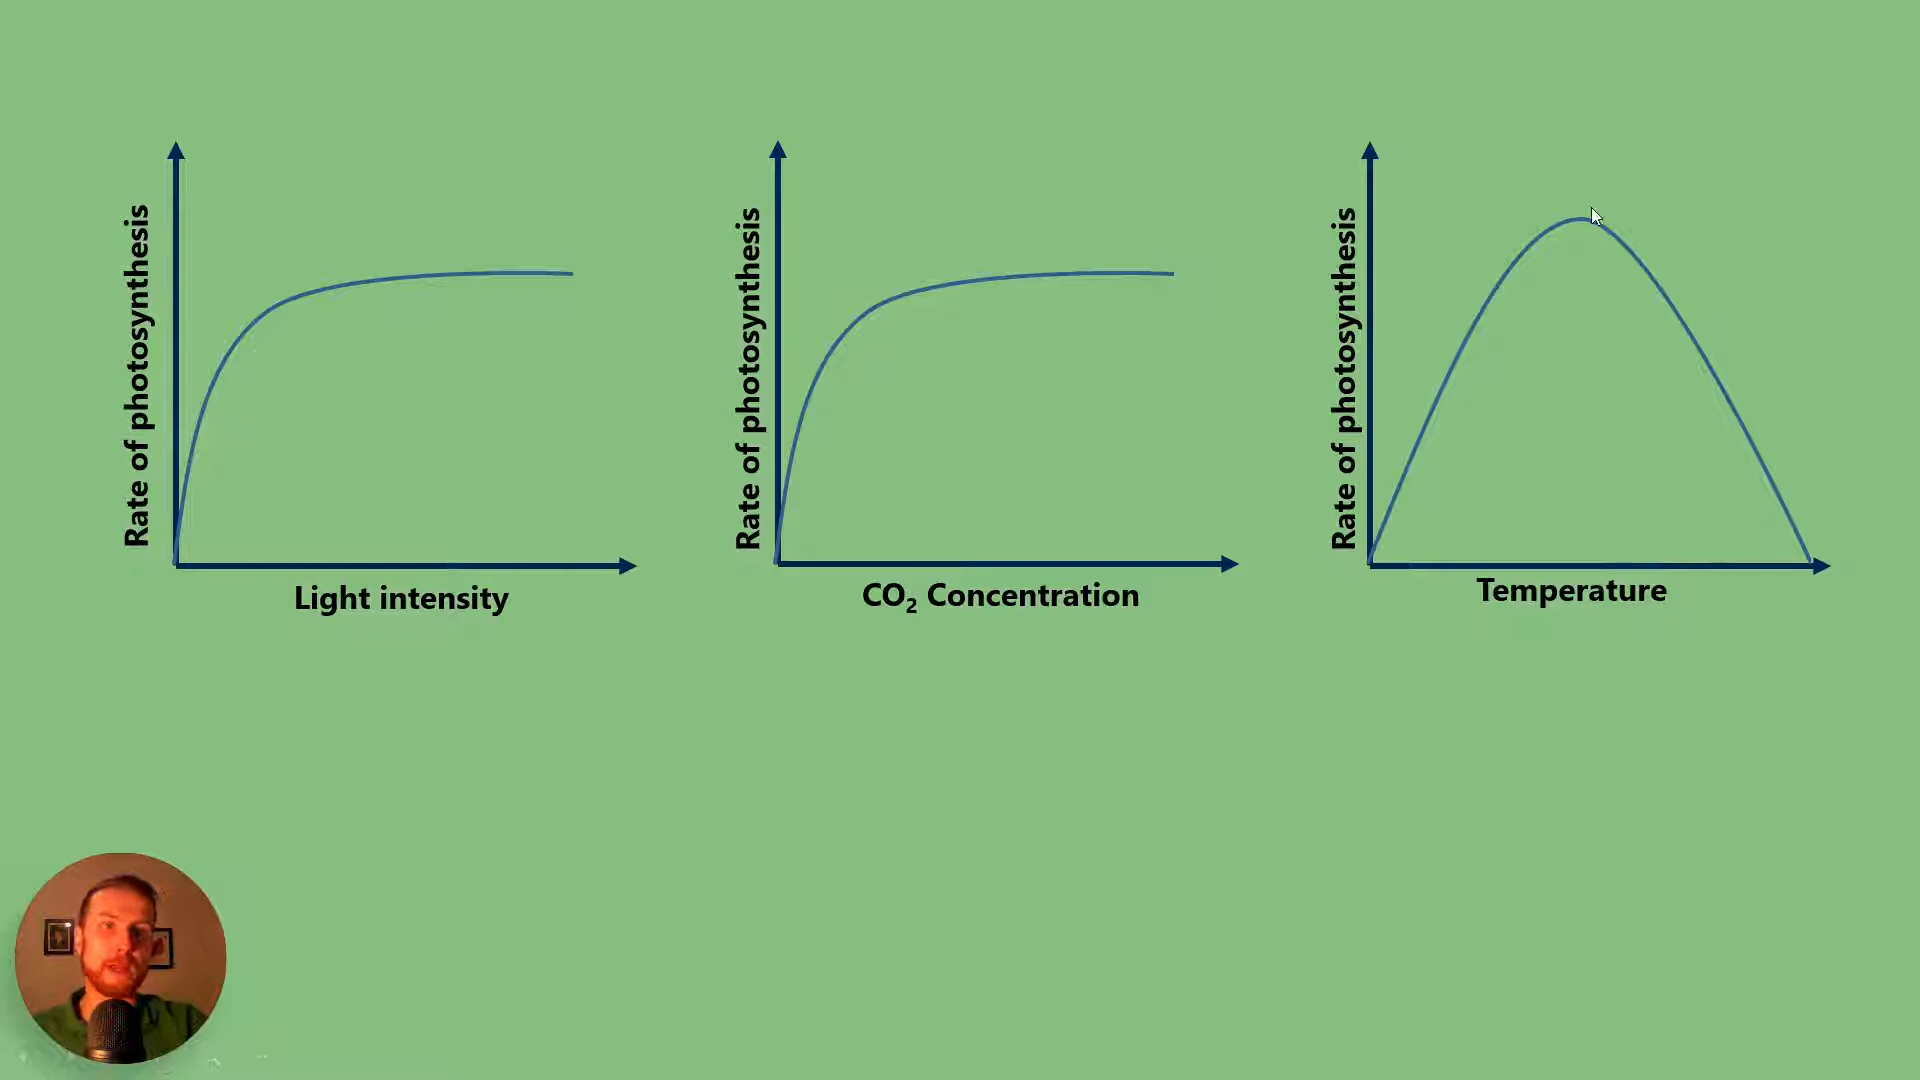 Rate of photosynthesis
Light intensity
Rate of photosynthesis
CO₂ Concentration
Rate of photosynthesis
Temperature